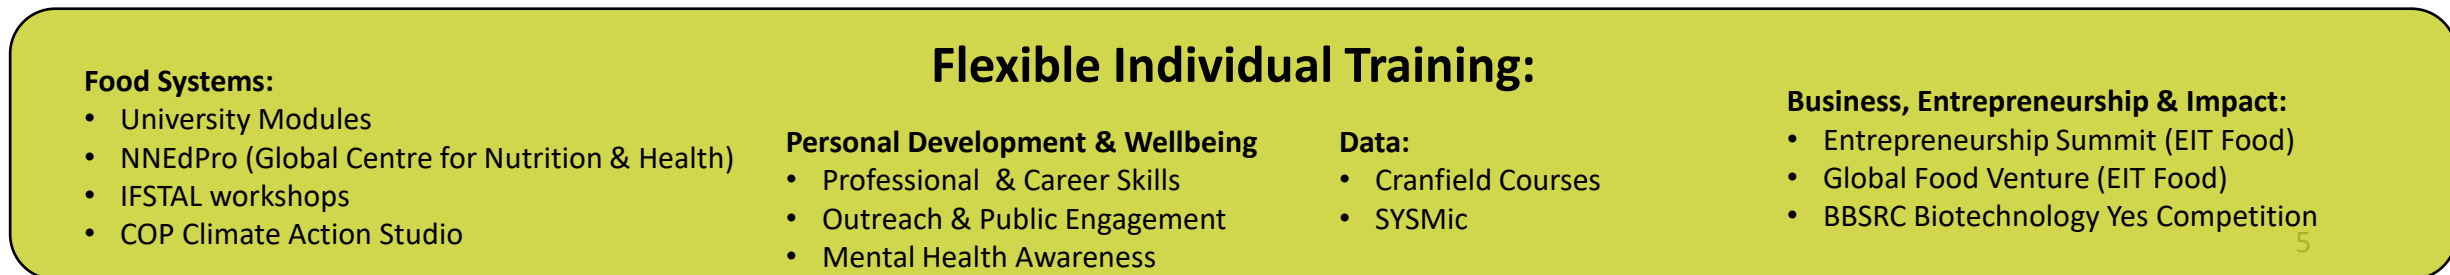 Flexible Individual Training:
Food Systems:
• University Modules
• NNEdPro (Global Centre for Nutrition & Health)
• IFSTAL workshops
• COP Climate Action Studio
Personal Development & Wellbeing
• Professional & Career Skills
• Outreach & Public Engagement
• Mental Health Awareness
Data:
• Cranfield Courses
• SYSMic
Business, Entrepreneurship & Impact:
• Entrepreneurship Summit (EIT Food)
• Global Food Venture (EIT Food)
• BBSRC Biotechnology Yes Competition
5